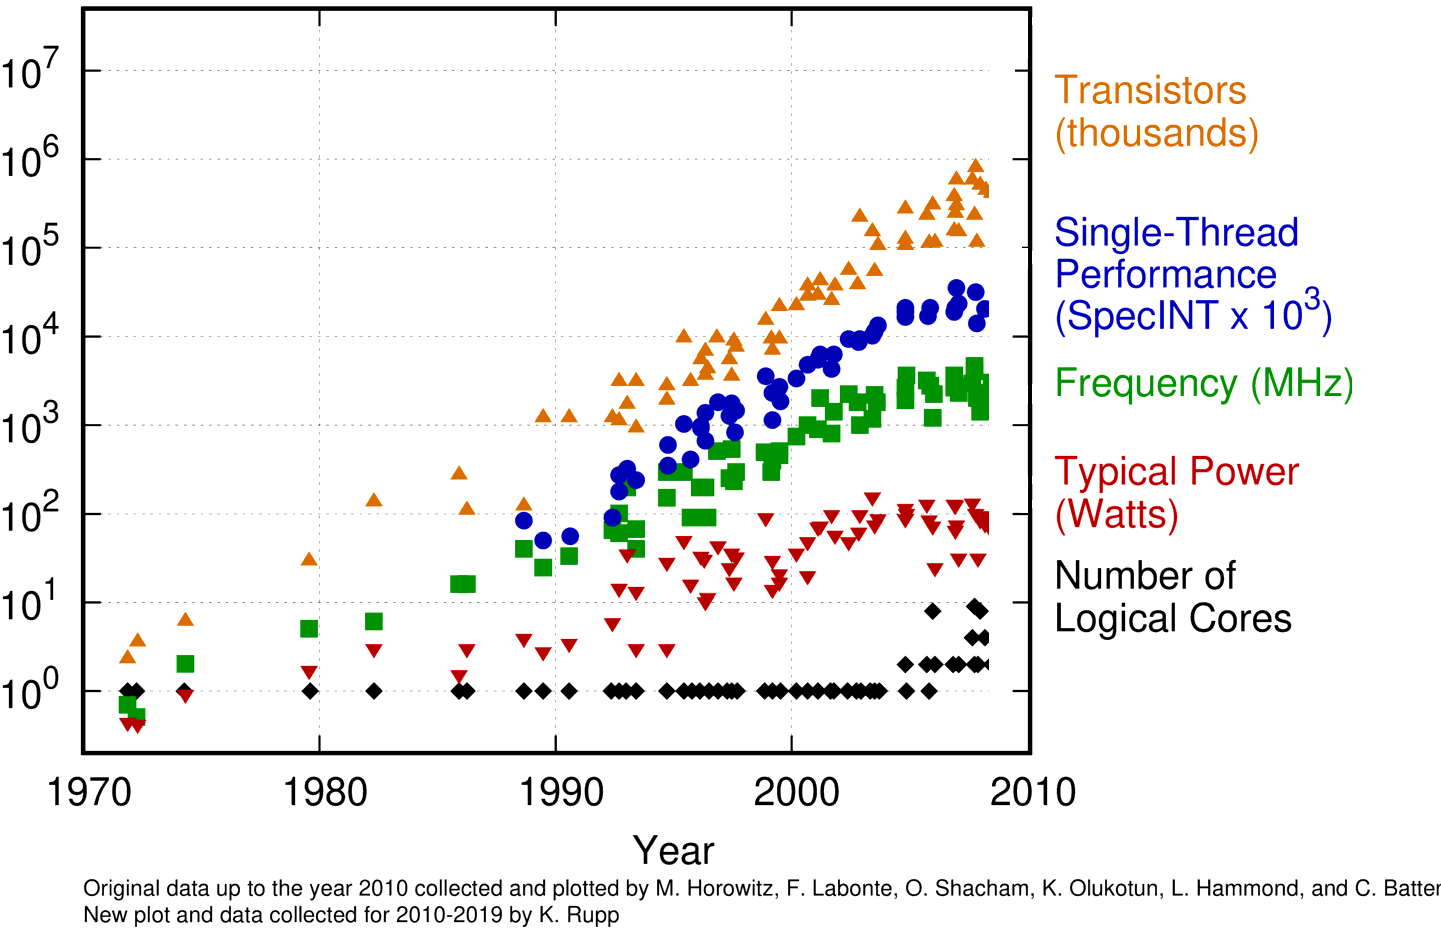 10^7
10^6
10^5
10^4
10^3
10^2
10^1
10^0
1970 1980 1990 2000 2010
Year
Transistors
(thousands)
Single-Thread
Performance
(SpecINT x 10^3)
Frequency (MHz)
Typical Power
(Watts)
Number of
Logical Cores
Original data up to the year 2010 collected and plotted by M. Horowitz, F. Labonte, O. Shacham, K. Olukotun, L. Hammond, and C. Batter
New plot and data collected for 2010-2019 by K. Rupp